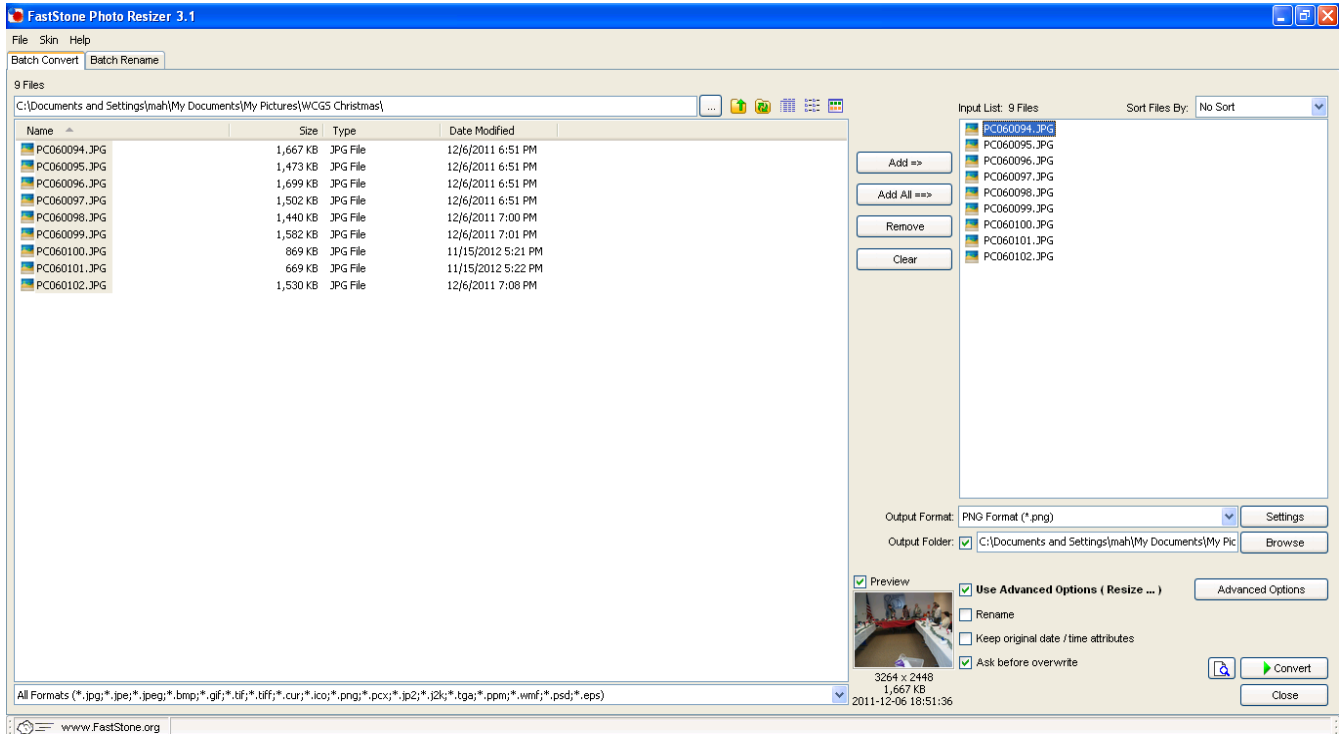 FastStone Photo Resizer 3.1
File Skin Help
Batch Convert Batch Rename
9 Files
C:\Documents and Settings\mah\My Documents\My Pictures\WCGS Christmas\ ...
Name Size Type Date Modified
PC060094.JPG 1,667 KB JPG File 12/6/2011 6:51 PM
PC060095.JPG 1,473 KB JPG File 12/6/2011 6:51 PM
PC060096.JPG 1,699 KB JPG File 12/6/2011 6:51 PM
PC060097.JPG 1,502 KB JPG File 12/6/2011 6:51 PM
PC060098.JPG 1,440 KB JPG File 12/6/2011 7:00 PM
PC060099.JPG 1,582 KB JPG File 12/6/2011 7:01 PM
PC060100.JPG 869 KB JPG File 11/15/2012 5:21 PM
PC060101.JPG 669 KB JPG File 11/15/2012 5:22 PM
PC060102.JPG 1,530 KB JPG File 12/6/2011 7:08 PM
All Formats (*.jpg;*.jpe;*.jpeg;*.bmp;*.gif;*.tif;*.tiff;*.cur;*.ico;*.png;*.pcx;*.jp2;*.j2k;*.tga;*.ppm;*.wmf;*.psd;*.eps)
Add =>
Add All ==>
Remove
Clear
Input List: 9 Files Sort Files By: No Sort
PC060094.JPG
PC060095.JPG
PC060096.JPG
PC060097.JPG
PC060098.JPG
PC060099.JPG
PC060100.JPG
PC060101.JPG
PC060102.JPG
Output Format: PNG Format (*.png) Settings
Output Folder: C:\Documents and Settings\mah\My Documents\My Pic Browse
Preview
3264 x 2448
1,667 KB
2011-12-06 18:51:36
Use Advanced Options ( Resize ... ) Advanced Options
Rename
Keep original date / time attributes
Ask before overwrite
Convert
Close
www.FastStone.org